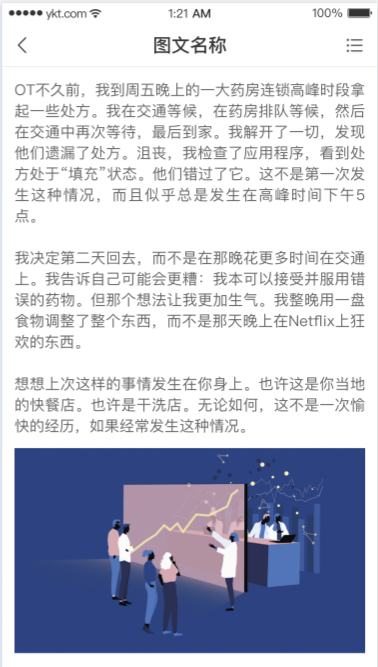 ykt.com 1:21 AM 100%
图文名称
OT不久前，我到周五晚上的一大药房连锁高峰时段拿
起一些处方。我在交通等候，在药房排队等候，然后
在交通中再次等待，最后到家。我解开了一切，发现
他们遗漏了处方。沮丧，我检查了应用程序，看到处
方处于“填充”状态。他们错过了它。这不是第一次发
生这种情况，而且似乎总是发生在高峰时间下午5
点。
我决定第二天回去，而不是在那晚花更多时间在交通
上。我告诉自己可能会更糟：我本可以接受并服用错
误的药物。但那个想法让我更加生气。我整晚用一盘
食物调整了整个东西，而不是那天晚上在Netflix上狂
欢的东西。
想想上次这样的事情发生在你身上。也许这是你当地
的快餐店。也许是干洗店。无论如何，这不是一次愉
快的经历，如果经常发生这种情况。